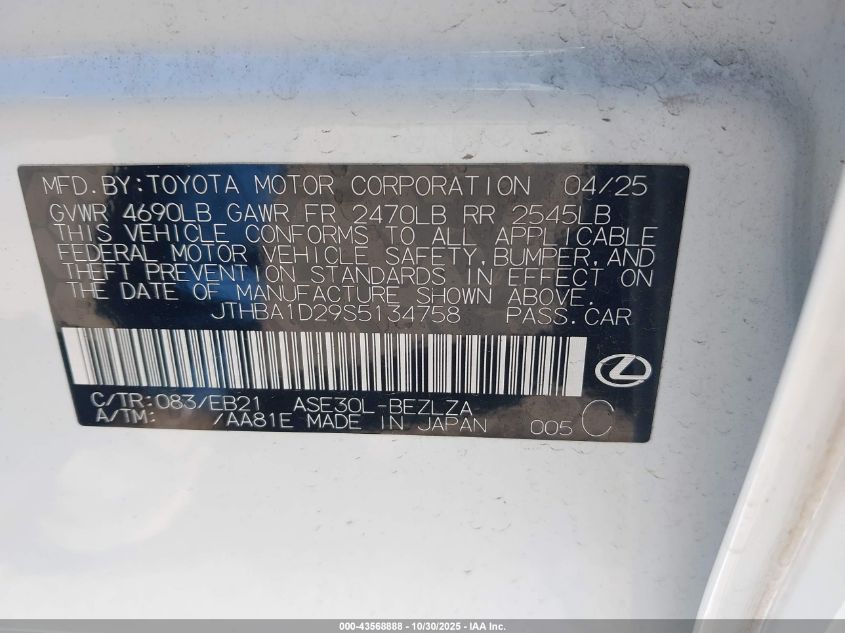 MFD.BY:TOYOTA MOTOR CORPORATION 04/25
GVWR 4690LB GAWR FR 2470LB RR 2545LB
THIS VEHICLE CONFORMS TO ALL APPLICABLE
FEDERAL MOTOR VEHICLE SAFETY,BUMPER,AND
THEFT PREVENTION STANDARDS IN EFFECT ON
THE DATE OF MANUFACTURE SHOWN ABOVE.
JTHBA1D29S5134758 PASS.CAR
C/TR:083/EB21 ASE30L-BEZLZA
A/TM: /AA81E MADE IN JAPAN 005 C
000-43568888 - 10/30/2025 - IAA Inc.